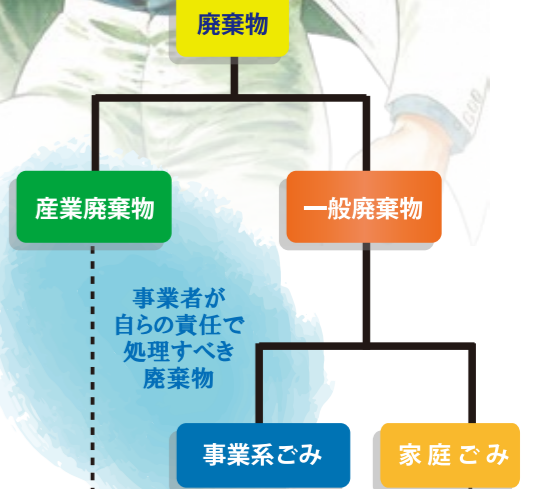 廃棄物
産業廃棄物
一般廃棄物
事業者が
自らの責任で
処理すべき
廃棄物
事業系ごみ
家庭ごみ